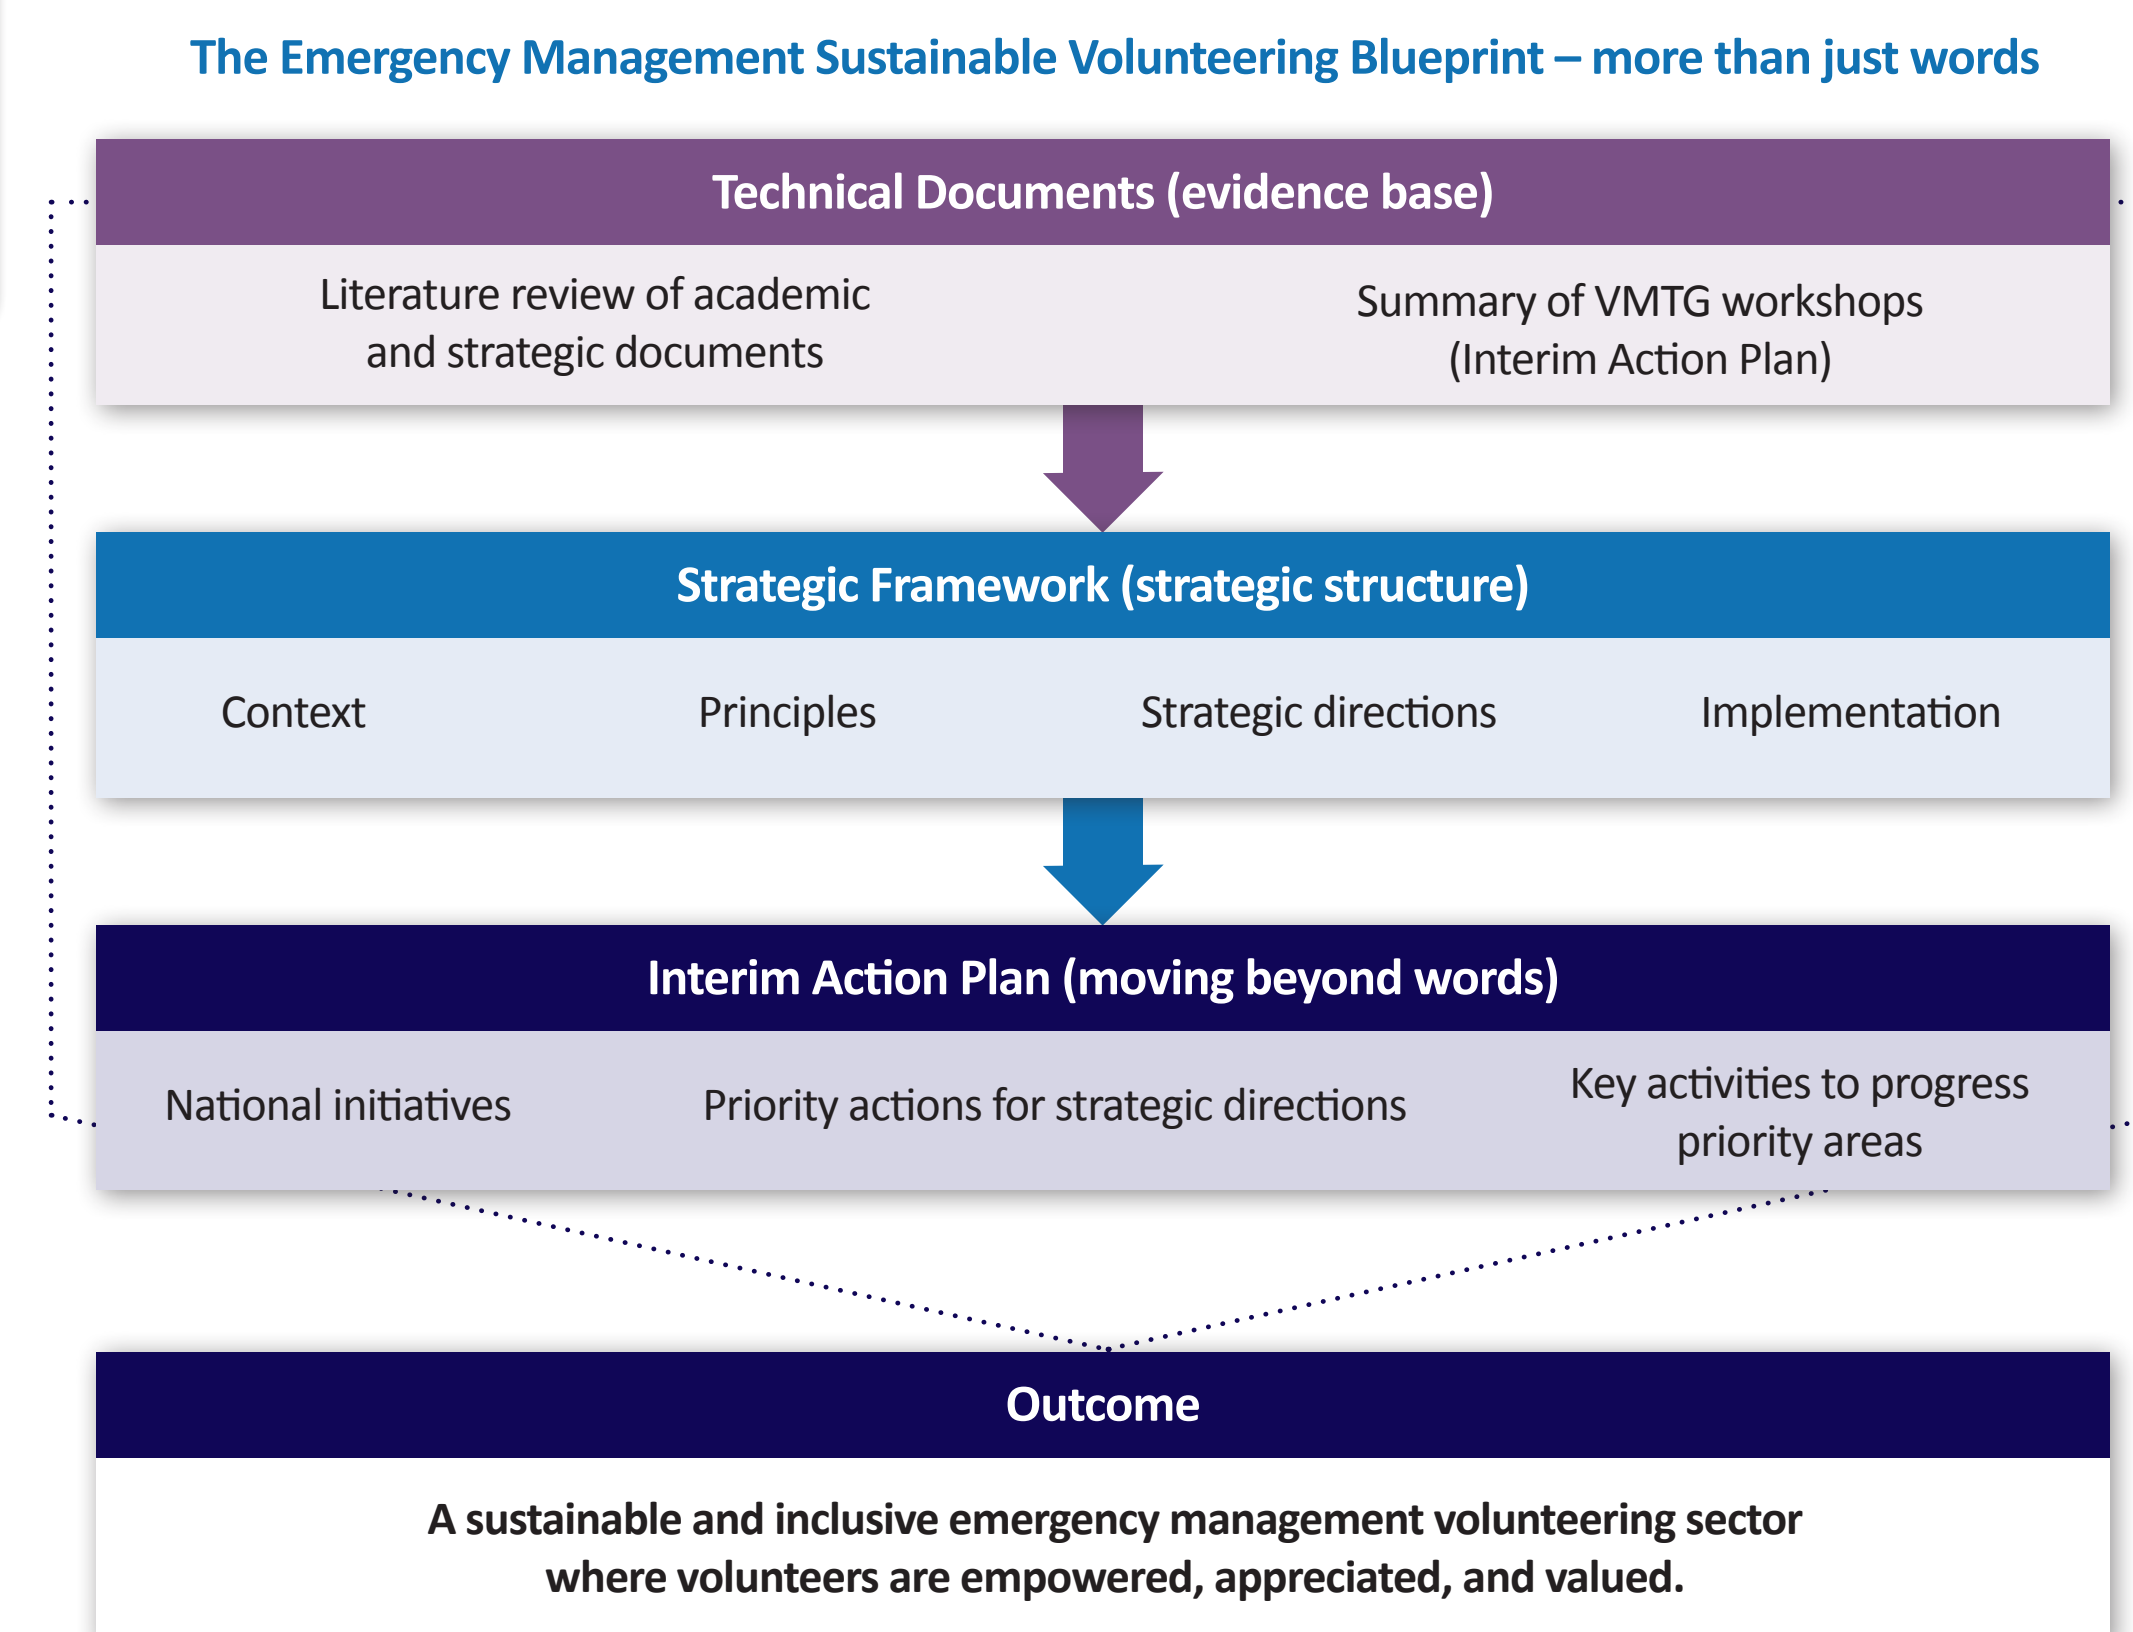 The Emergency Management Sustainable Volunteering Blueprint – more than just words
Technical Documents (evidence base)
Literature review of academic
and strategic documents
Summary of VMTG workshops
(Interim Action Plan)
Strategic Framework (strategic structure)
Context
Principles
Strategic directions
Implementation
Interim Action Plan (moving beyond words)
National initiatives
Priority actions for strategic directions
Key activities to progress
priority areas
Outcome
A sustainable and inclusive emergency management volunteering sector
where volunteers are empowered, appreciated, and valued.